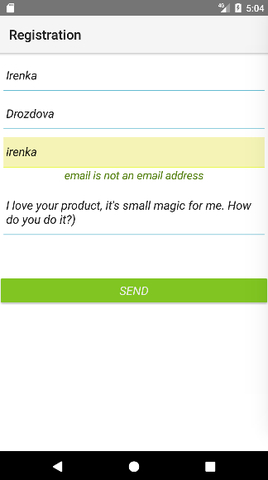 5:04
Registration
Irenka
Drozdova
irenka
email is not an email address
I love your product, it's small magic for me. How
do you do it?)
SEND